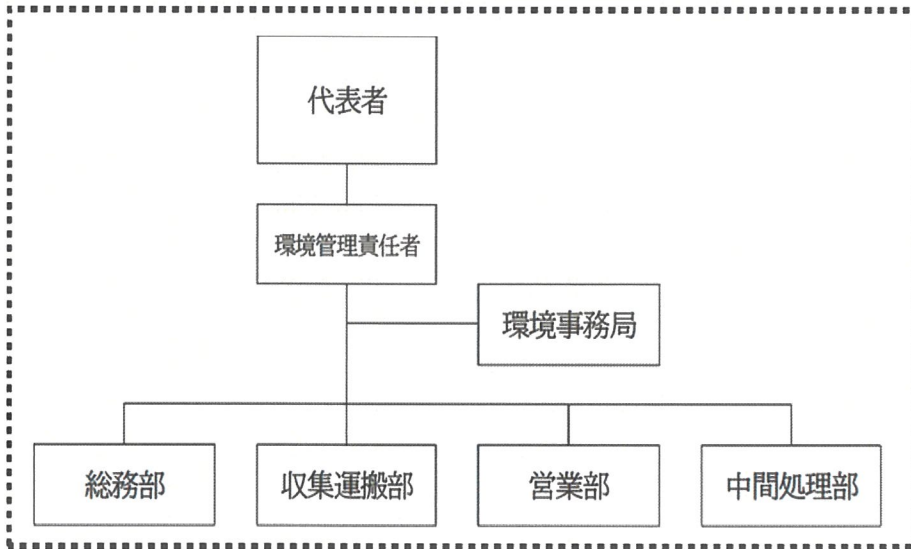 代表者
環境管理責任者
環境事務局
総務部
収集運搬部
営業部
中間処理部